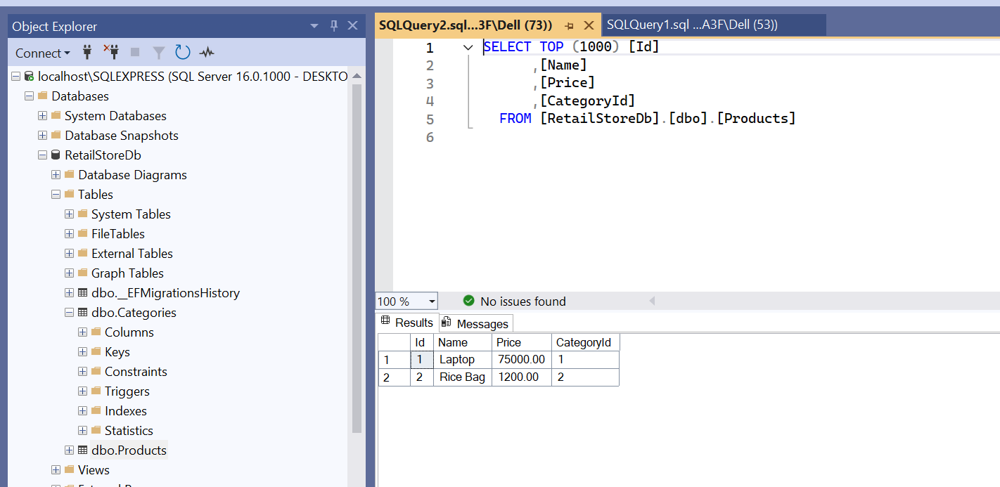 Object Explorer
Connect
localhost\SQLEXPRESS (SQL Server 16.0.1000 - DESKTO
Databases
System Databases
Database Snapshots
RetailStoreDb
Database Diagrams
Tables
System Tables
FileTables
External Tables
Graph Tables
dbo.__EFMigrationsHistory
dbo.Categories
Columns
Keys
Constraints
Triggers
Indexes
Statistics
dbo.Products
Views
SQLQuery2.sql...3F\Dell (73)) SQLQuery1.sql ...A3F\Dell (53))
1 SELECT TOP (1000) [Id]
2 ,[Name]
3 ,[Price]
4 ,[CategoryId]
5 FROM [RetailStoreDb].[dbo].[Products]
6
100 % No issues found
Results Messages
Id Name Price CategoryId
1 1 Laptop 75000.00 1
2 2 Rice Bag 1200.00 2